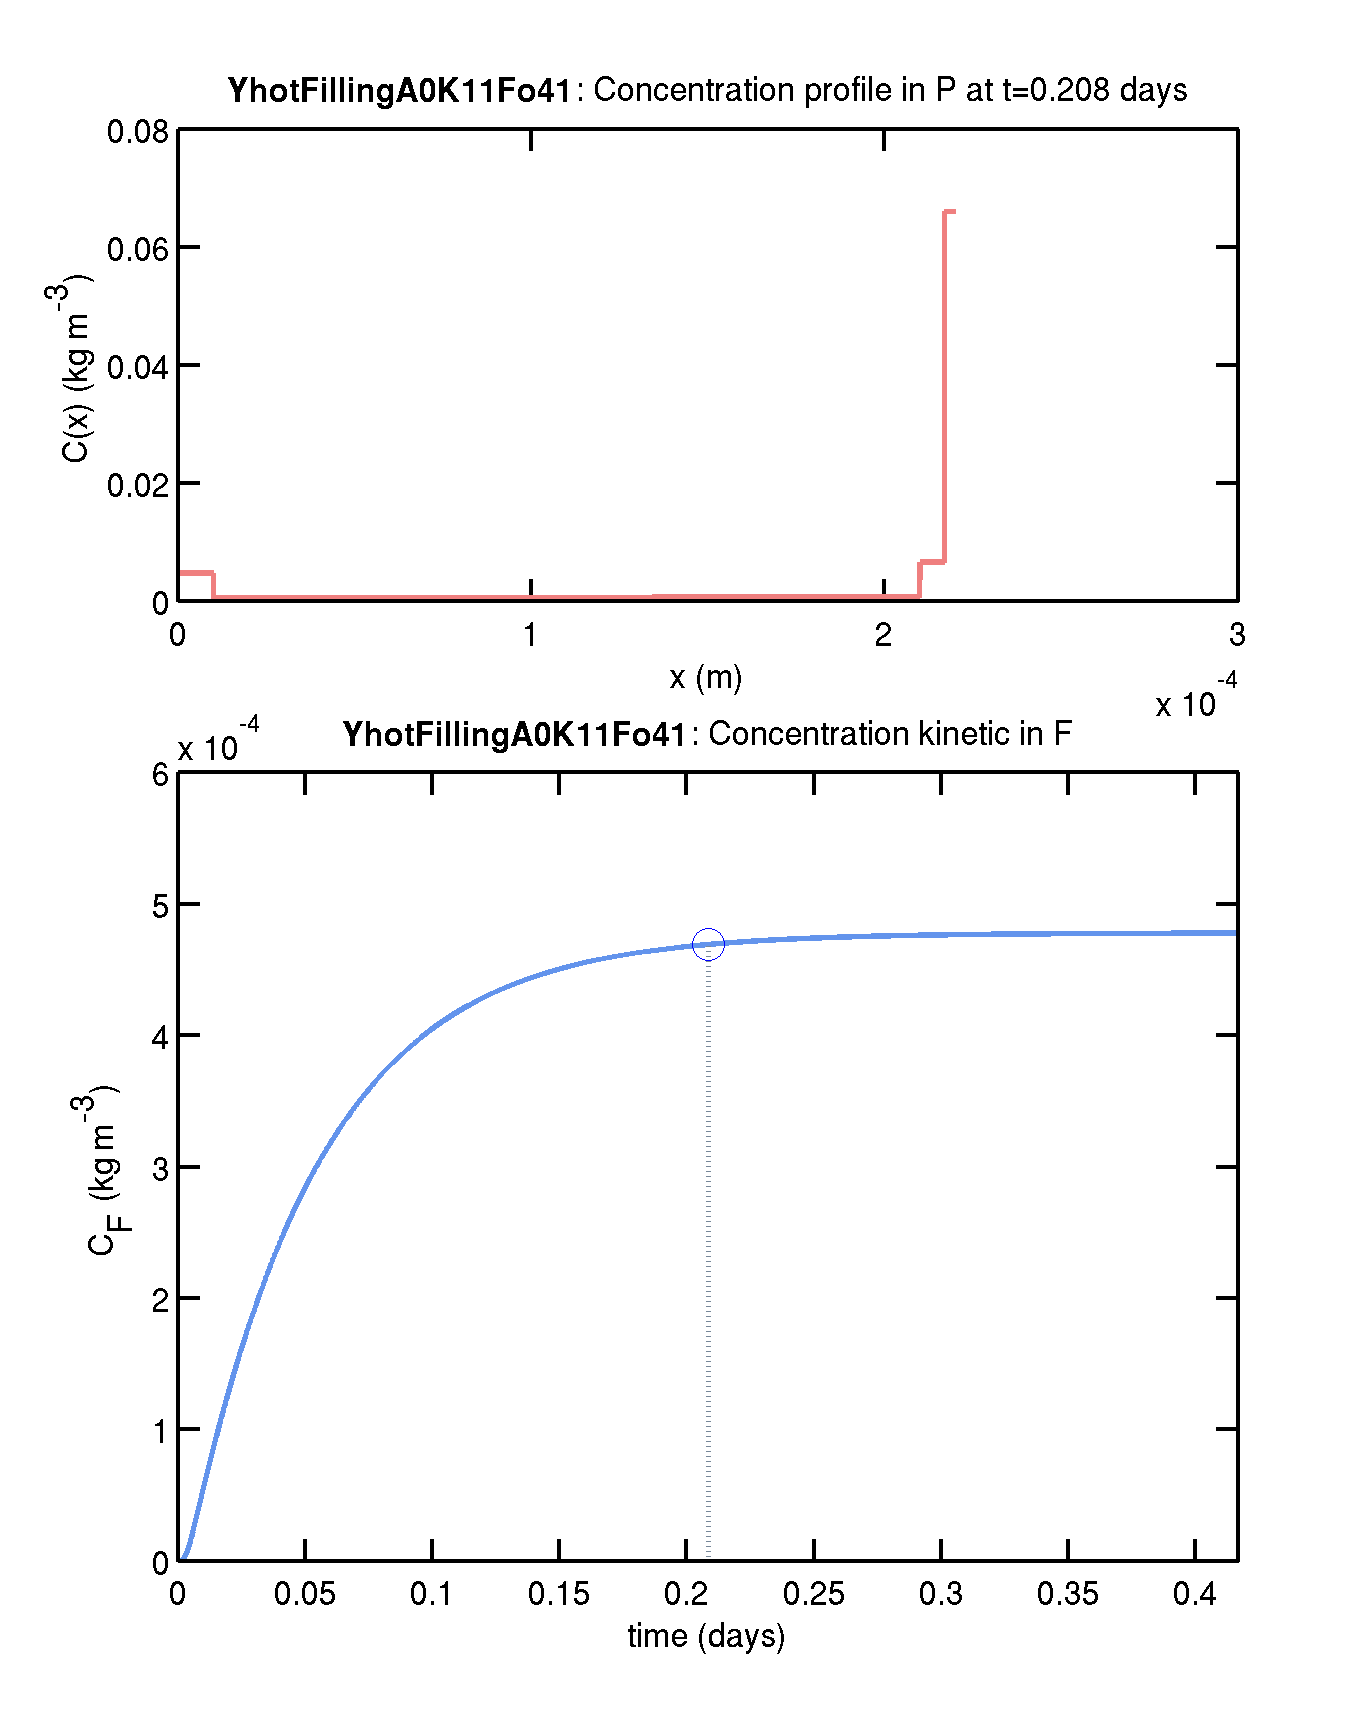 YhotFillingA0K11Fo41: Concentration profile in P at t=0.208 days
0.08
0.06
0.04
0.02
0
C(x) (kg m-3)
0 1 2 3
x (m)
x 10-4
YhotFillingA0K11Fo41: Concentration kinetic in F
x 10-4
6
5
4
3
2
1
0
CF (kg m-3)
0 0.05 0.1 0.15 0.2 0.25 0.3 0.35 0.4
time (days)